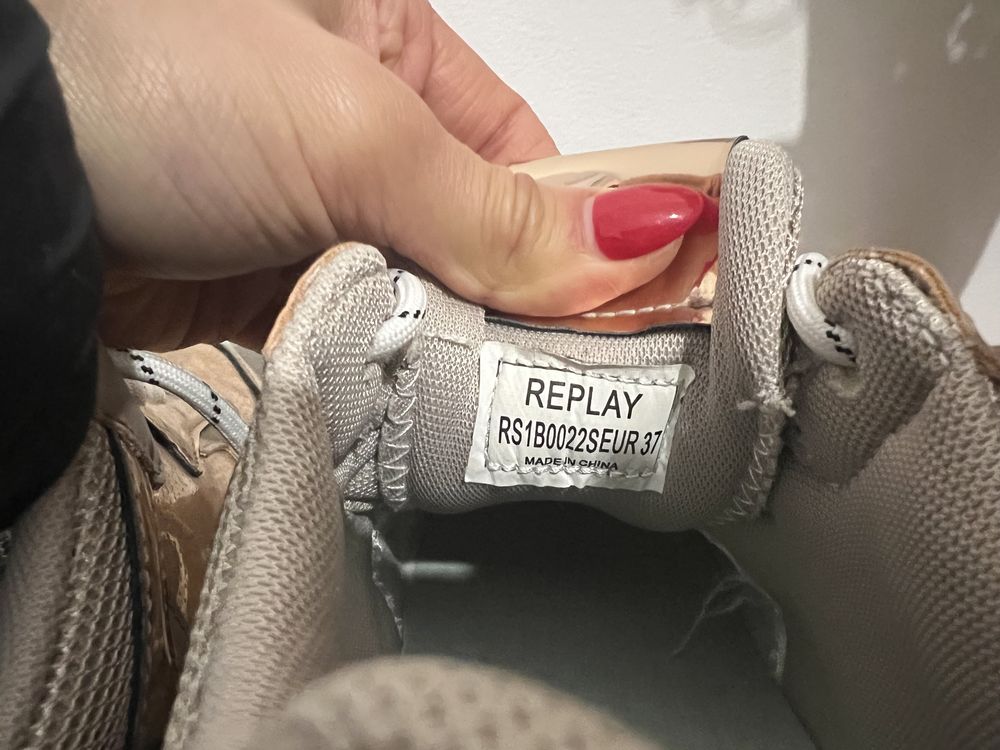 REPLAY
RS1B0022SEUR 37
MADE IN CHINA